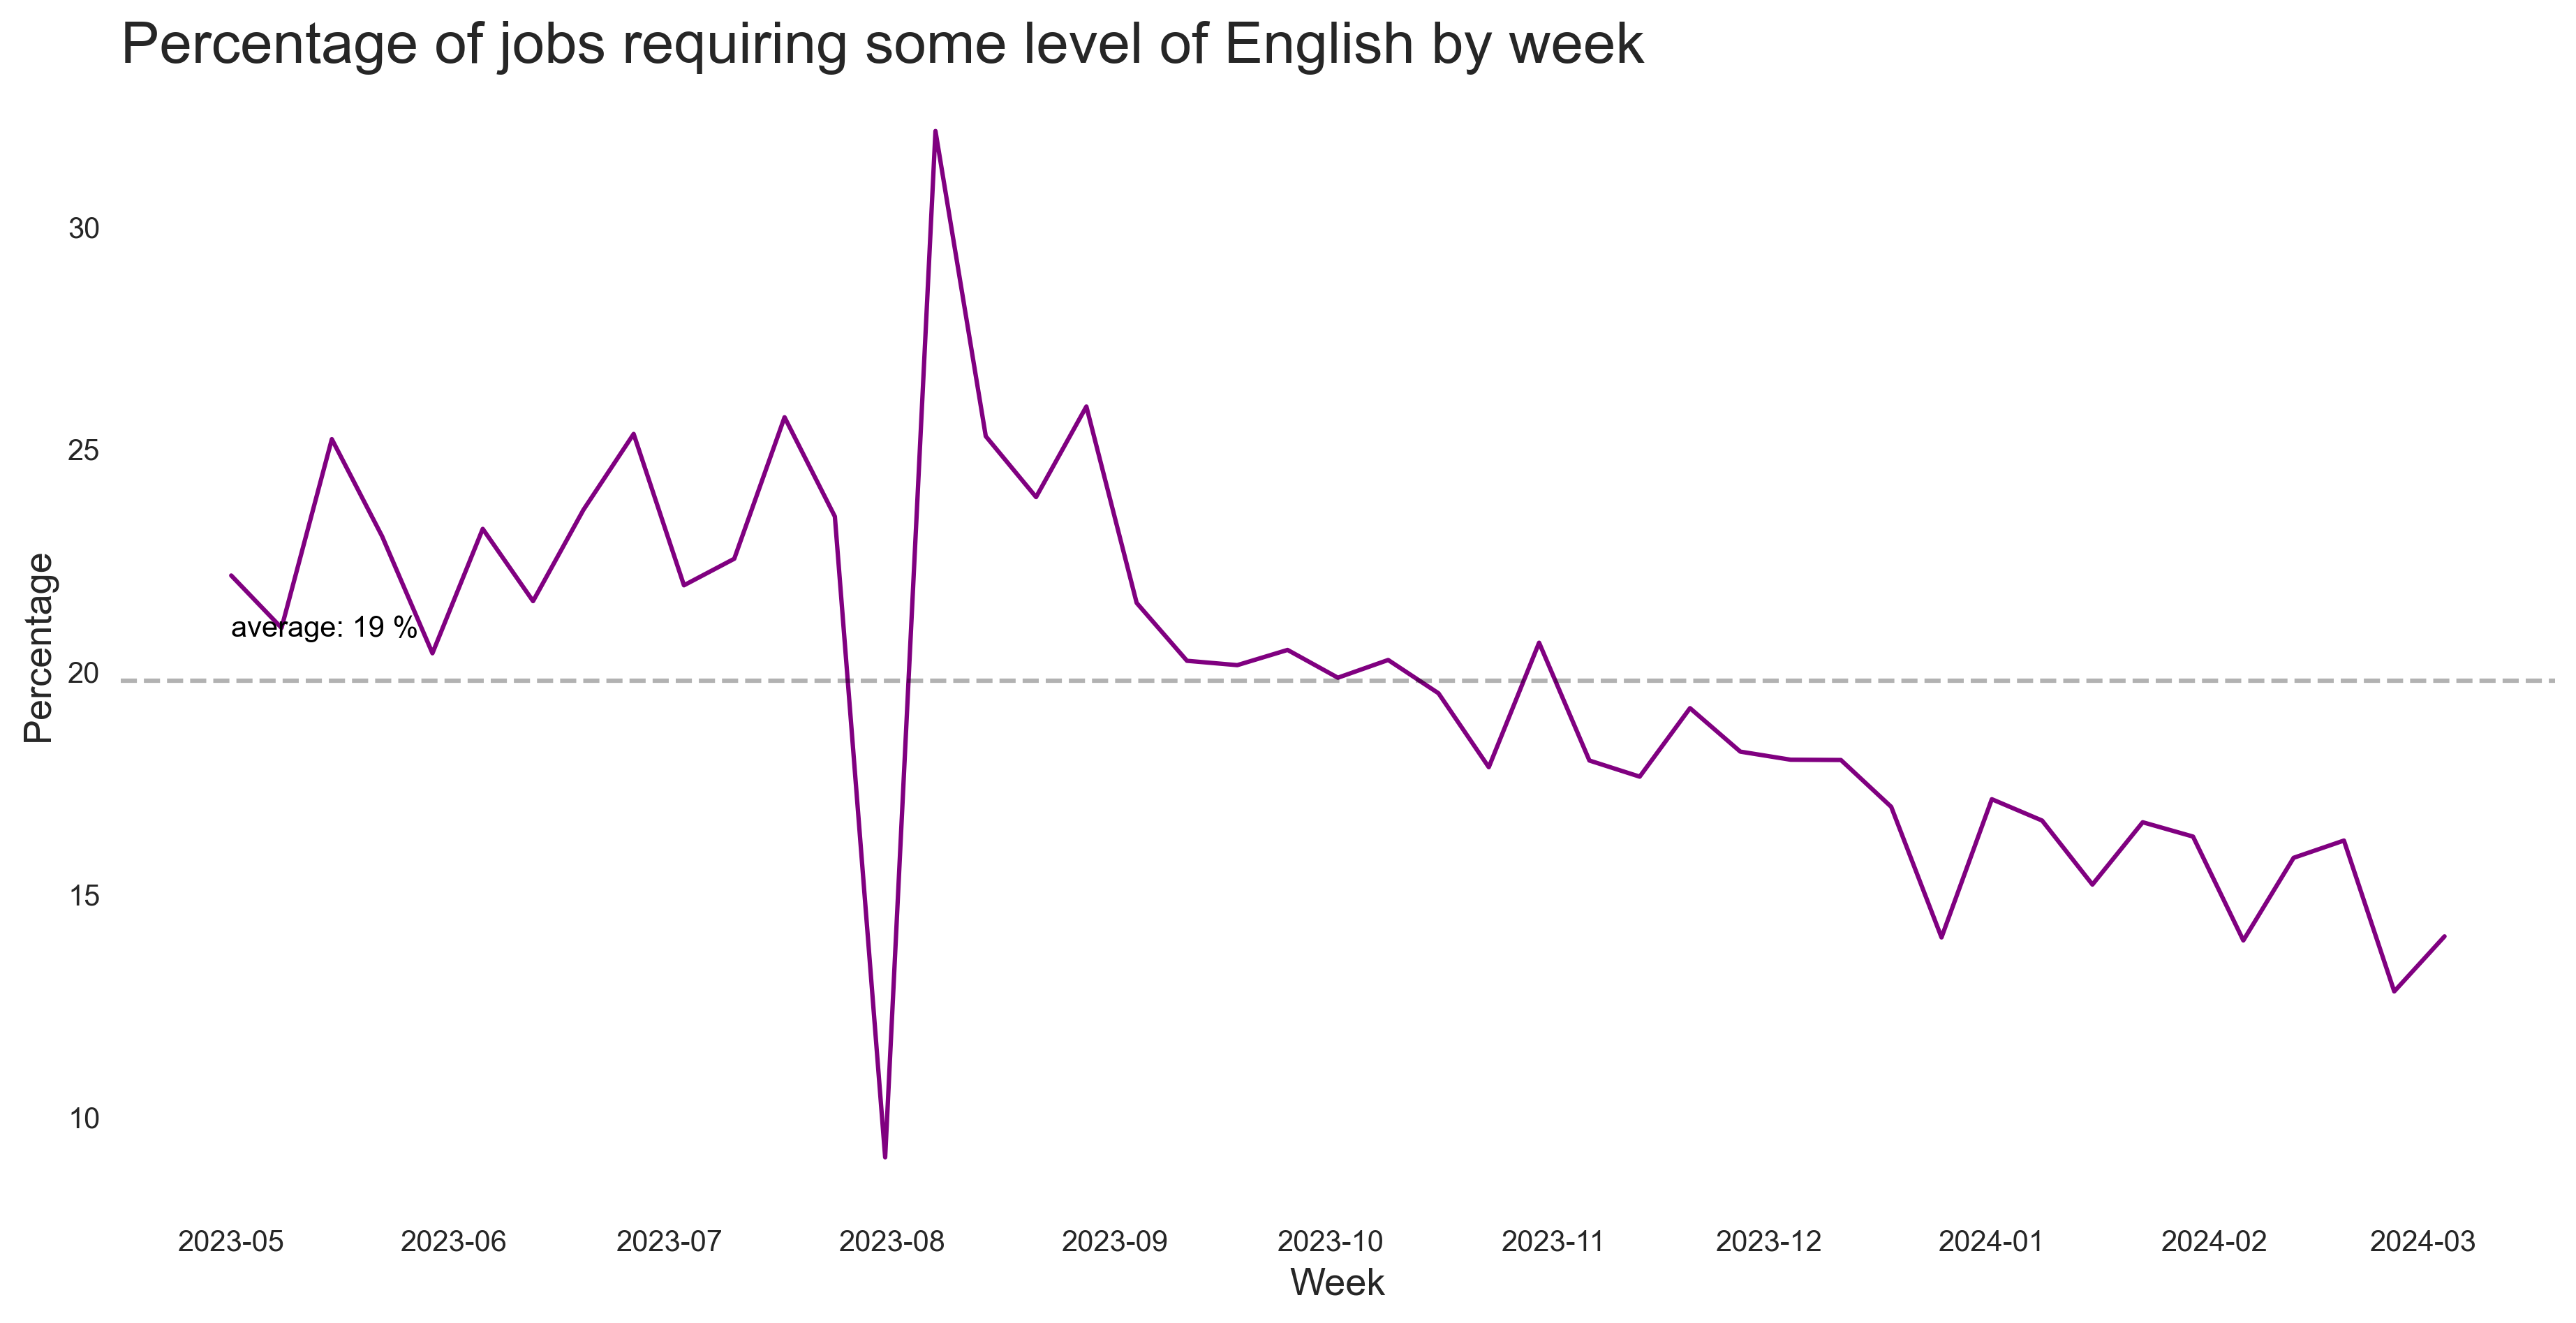 Percentage of jobs requiring some level of English by week
30
25
20
15
10
Percentage
average: 19 %
2023-05 2023-06 2023-07 2023-08 2023-09 2023-10 2023-11 2023-12 2024-01 2024-02 2024-03
Week